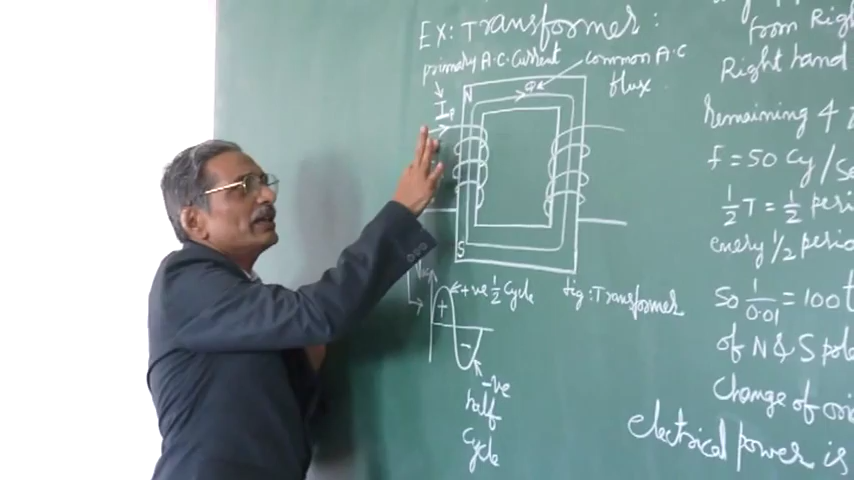 EX: Transformer:
primary A.C. Current
common A.C
flux
Φ
N
Ip
S
+ve ½ Cycle
+
fig: Transformer
-
-ve
half
Cycle
from Right
Right hand
Remaining 4
f = 50 Cy/Se
½ T = ½ peri
enery ½ perio
So 1/0.01 = 100 t
of N & S pol
Change of
electrical power is